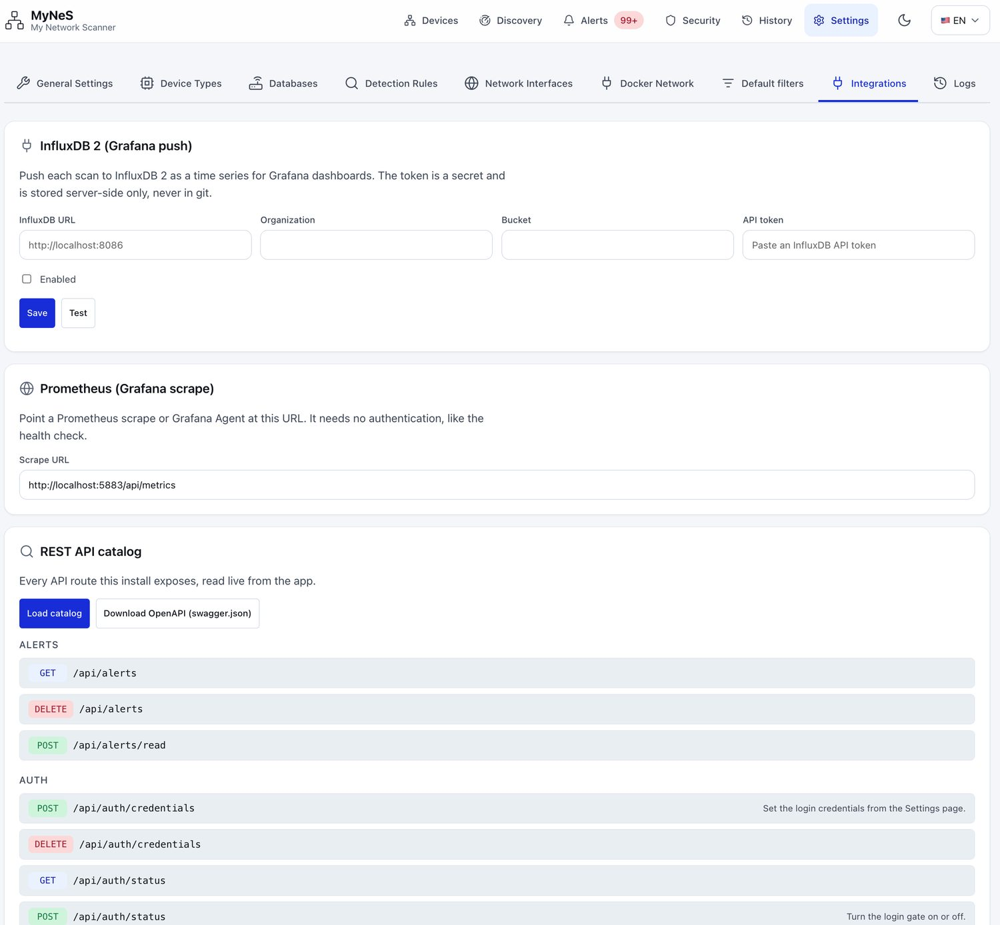 MyNeS
My Network Scanner
Devices
Discovery
Alerts 99+
Security
History
Settings
EN
General Settings
Device Types
Databases
Detection Rules
Network Interfaces
Docker Network
Default filters
Integrations
Logs
InfluxDB 2 (Grafana push)
Push each scan to InfluxDB 2 as a time series for Grafana dashboards. The token is a secret and
is stored server-side only, never in git.
InfluxDB URL
http://localhost:8086
Organization
Bucket
API token
Paste an InfluxDB API token
Enabled
Save
Test
Prometheus (Grafana scrape)
Point a Prometheus scrape or Grafana Agent at this URL. It needs no authentication, like the
health check.
Scrape URL
http://localhost:5883/api/metrics
REST API catalog
Every API route this install exposes, read live from the app.
Load catalog
Download OpenAPI (swagger.json)
ALERTS
GET /api/alerts
DELETE /api/alerts
POST /api/alerts/read
AUTH
POST /api/auth/credentials Set the login credentials from the Settings page.
DELETE /api/auth/credentials
GET /api/auth/status
POST /api/auth/status Turn the login gate on or off.